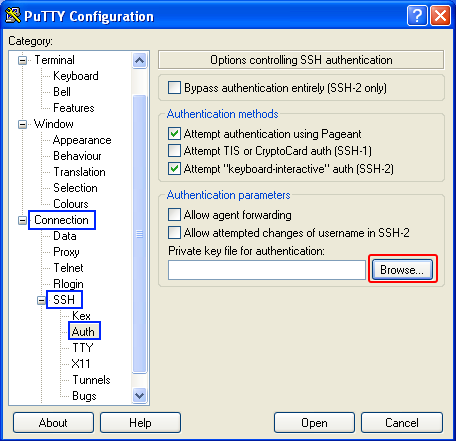 PuTTY Configuration
Category:
Terminal
Keyboard
Bell
Features
Window
Appearance
Behaviour
Translation
Selection
Colours
Connection
Data
Proxy
Telnet
Rlogin
SSH
Kex
Auth
TTY
X11
Tunnels
Bugs
Options controlling SSH authentication
Bypass authentication entirely (SSH-2 only)
Authentication methods
Attempt authentication using Pageant
Attempt TIS or CryptoCard auth (SSH-1)
Attempt "keyboard-interactive" auth (SSH-2)
Authentication parameters
Allow agent forwarding
Allow attempted changes of username in SSH-2
Private key file for authentication:
Browse...
About
Help
Open
Cancel